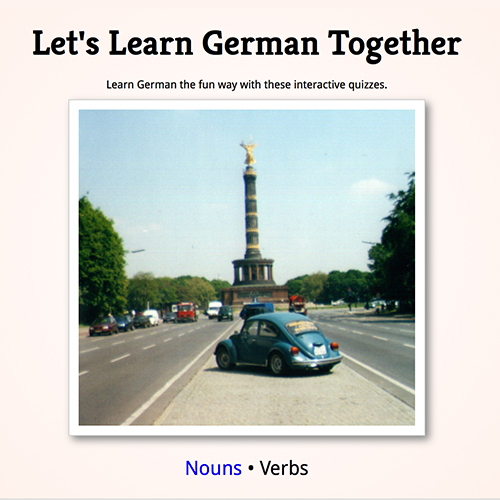 Let's Learn German Together
Learn German the fun way with these interactive quizzes.
Nouns • Verbs